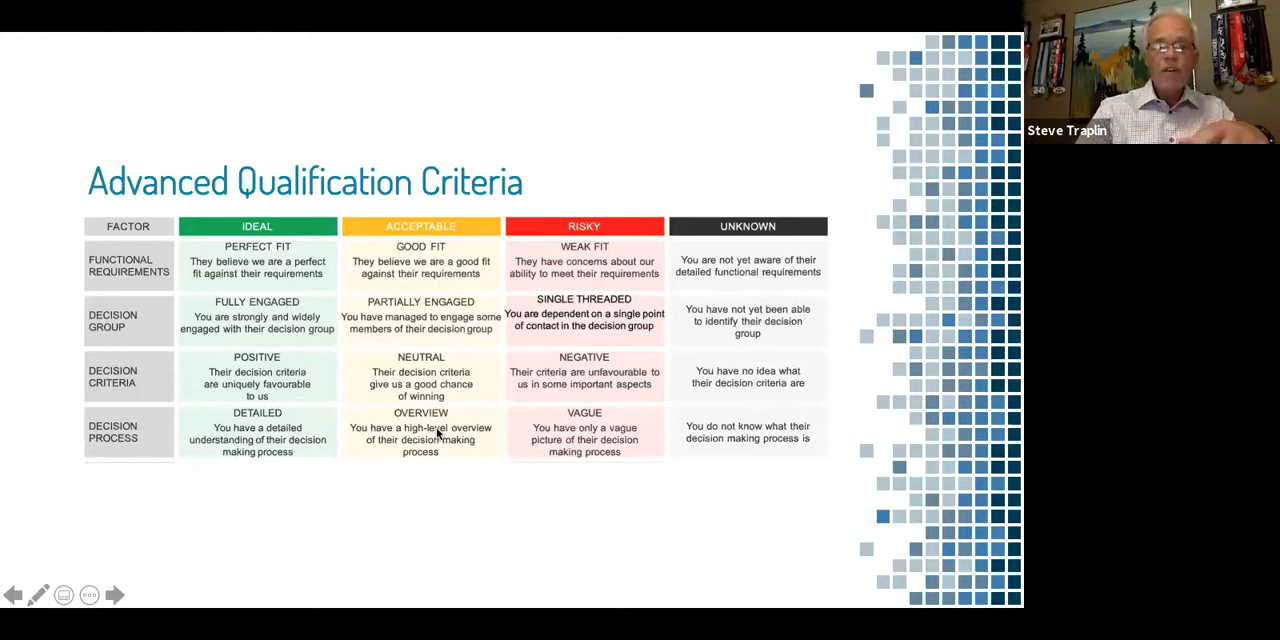 Steve Traplin
Advanced Qualification Criteria
FACTOR
IDEAL
ACCEPTABLE
RISKY
UNKNOWN
FUNCTIONAL
REQUIREMENTS
PERFECT FIT
They believe we are a perfect
fit against their requirements
GOOD FIT
They believe we are a good fit
against their requirements
WEAK FIT
They have concerns about our
ability to meet their requirements
You are not yet aware of their
detailed functional requirements
DECISION
GROUP
FULLY ENGAGED
You are strongly and widely
engaged with their decision group
PARTIALLY ENGAGED
You have managed to engage some
members of their decision group
SINGLE THREADED
You are dependent on a single point
of contact in the decision group
You have not yet been able
to identify their decision
group
DECISION
CRITERIA
POSITIVE
Their decision criteria
are uniquely favourable
to us
NEUTRAL
Their decision criteria
give us a good chance
of winning
NEGATIVE
Their criteria are unfavourable to
us in some important aspects
You have no idea what
their decision criteria are
DECISION
PROCESS
DETAILED
You have a detailed
understanding of their decision
making process
OVERVIEW
You have a high-level overview
of their decision making
process
VAGUE
You have only a vague
picture of their decision
making process
You do not know what their
decision making process is